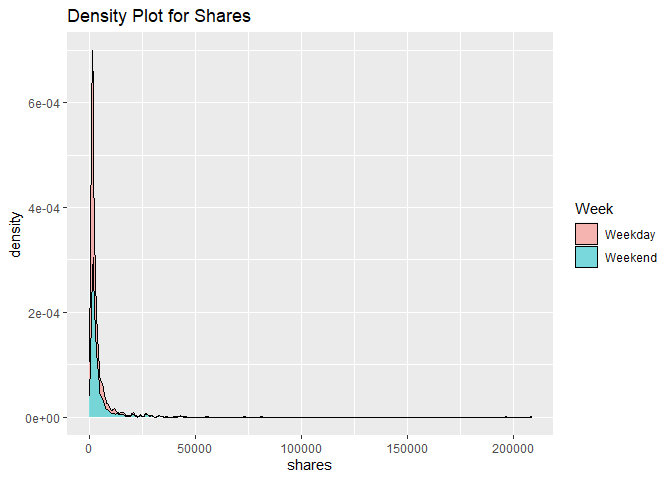 Density Plot for Shares
density
6e-04
4e-04
2e-04
0e+00
0
50000
100000
150000
200000
shares
Week
Weekday
Weekend